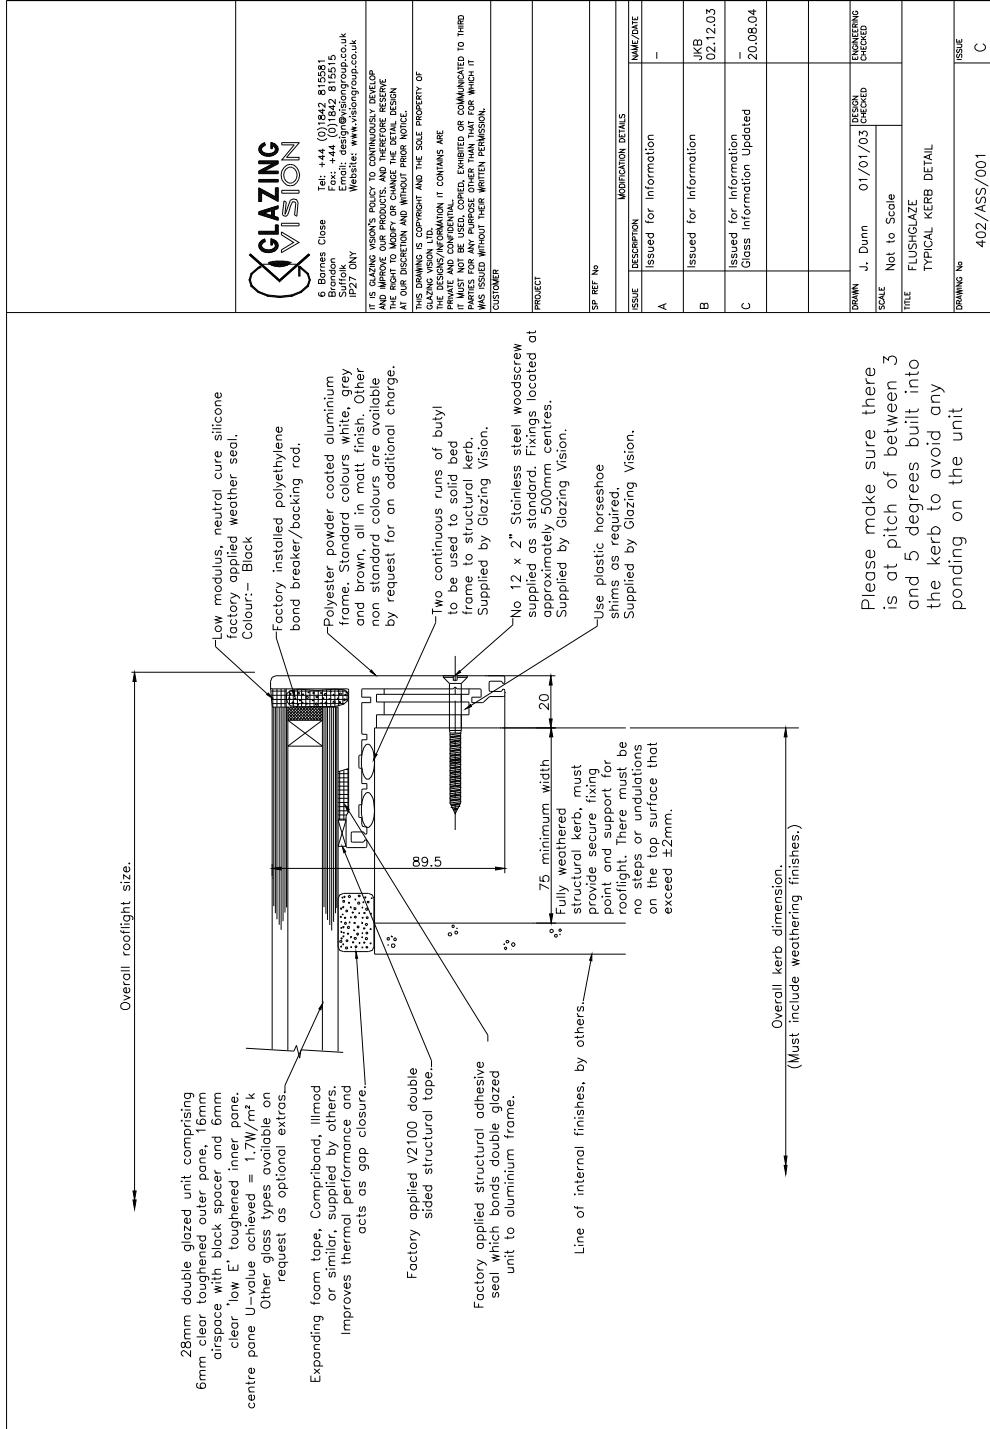 Overall rooflight size.
28mm double glazed unit comprising
6mm clear toughened outer pane, 16mm
airspace with black spacer and 6mm
clear 'low E' toughened inner pane.
centre pane U-value achieved = 1.7W/m² k
Other glass types available on
request as optional extras.
Expanding foam tape, Compriband, Illmod
or similar, supplied by others.
Improves thermal performance and
acts as gap closure.
Factory applied V2100 double
sided structural tape.
Factory applied structural adhesive
seal which bonds double glazed
unit to aluminium frame.
Line of internal finishes, by others.
Low modulus, neutral cure silicone
factory applied weather seal.
Colour:- Black
Factory installed polyethylene
bond breaker/backing rod.
Polyester powder coated aluminium
frame. Standard colours white, grey
and brown, all in matt finish. Other
non standard colours are available
by request for an additional charge.
Two continuous runs of butyl
to be used to solid bed
frame to structural kerb.
Supplied by Glazing Vision.
No 12 x 2" Stainless steel woodscrew
supplied as standard. Fixings located at
approximately 500mm centres.
Supplied by Glazing Vision.
Use plastic horseshoe
shims as required.
Supplied by Glazing Vision.
89.5
20
75 minimum width
Fully weathered
structural kerb, must
provide secure fixing
point and support for
rooflight. There must be
no steps or undulations
on the top surface that
exceed ±2mm.
Overall kerb dimension.
(Must include weathering finishes.)
Please make sure there
is at pitch of between 3
and 5 degrees built into
the kerb to avoid any
ponding on the unit
GLAZING
VISION
6 Barnes Close
Brandon
Suffolk
IP27 0NY
Tel: +44 (0)1842 815581
Fax: +44 (0)1842 815515
Email: design@visiongroup.co.uk
Website: www.visiongroup.co.uk
IT IS GLAZING VISION'S POLICY TO CONTINUOUSLY DEVELOP
AND IMPROVE OUR PRODUCTS, AND THEREFORE RESERVE
THE RIGHT TO MODIFY OR CHANGE THE DETAIL DESIGN
AT OUR DISCRETION AND WITHOUT PRIOR NOTICE.
THIS DRAWING IS COPYRIGHT AND THE SOLE PROPERTY OF
GLAZING VISION LTD.
THE DESIGNS/INFORMATION IT CONTAINS ARE
PRIVATE AND CONFIDENTIAL.
IT MUST NOT BE USED, COPIED, EXHIBITED OR COMMUNICATED TO THIRD
PARTIES FOR ANY PURPOSE OTHER THAN THAT FOR WHICH IT
WAS ISSUED WITHOUT THEIR WRITTEN PERMISSION.
CUSTOMER
PROJECT
SP REF No
MODIFICATION DETAILS
ISSUE DESCRIPTION NAME/DATE
A Issued for Information -
B Issued for Information JKB
02.12.03
C Issued for Information -
Glass Information Updated 20.08.04
DRAWN J. Dunn 01/01/03
DESIGN
CHECKED
ENGINEERING
CHECKED
SCALE Not to Scale
TITLE FLUSHGLAZE
TYPICAL KERB DETAIL
DRAWING No 402/ASS/001
ISSUE C